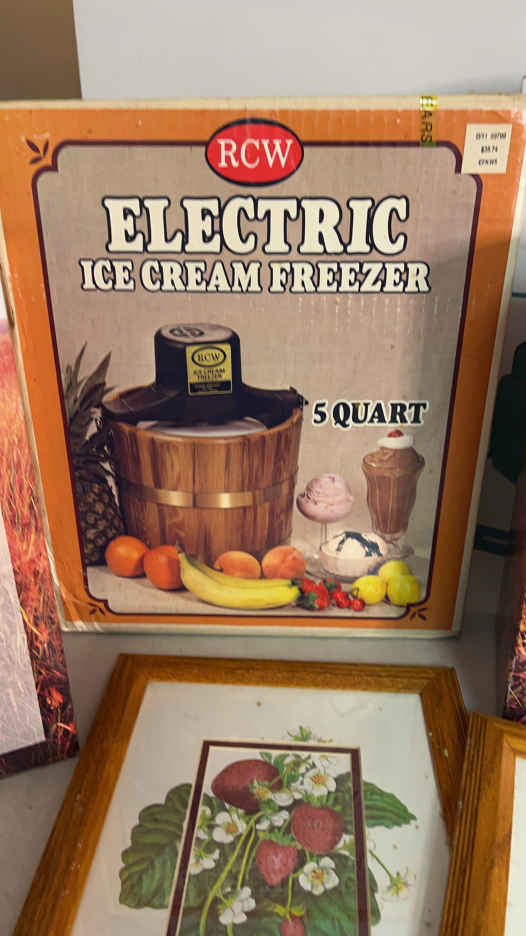 RCW
ELECTRIC
ICE CREAM FREEZER
RCW
ICE CREAM
FREEZER
5 QUART